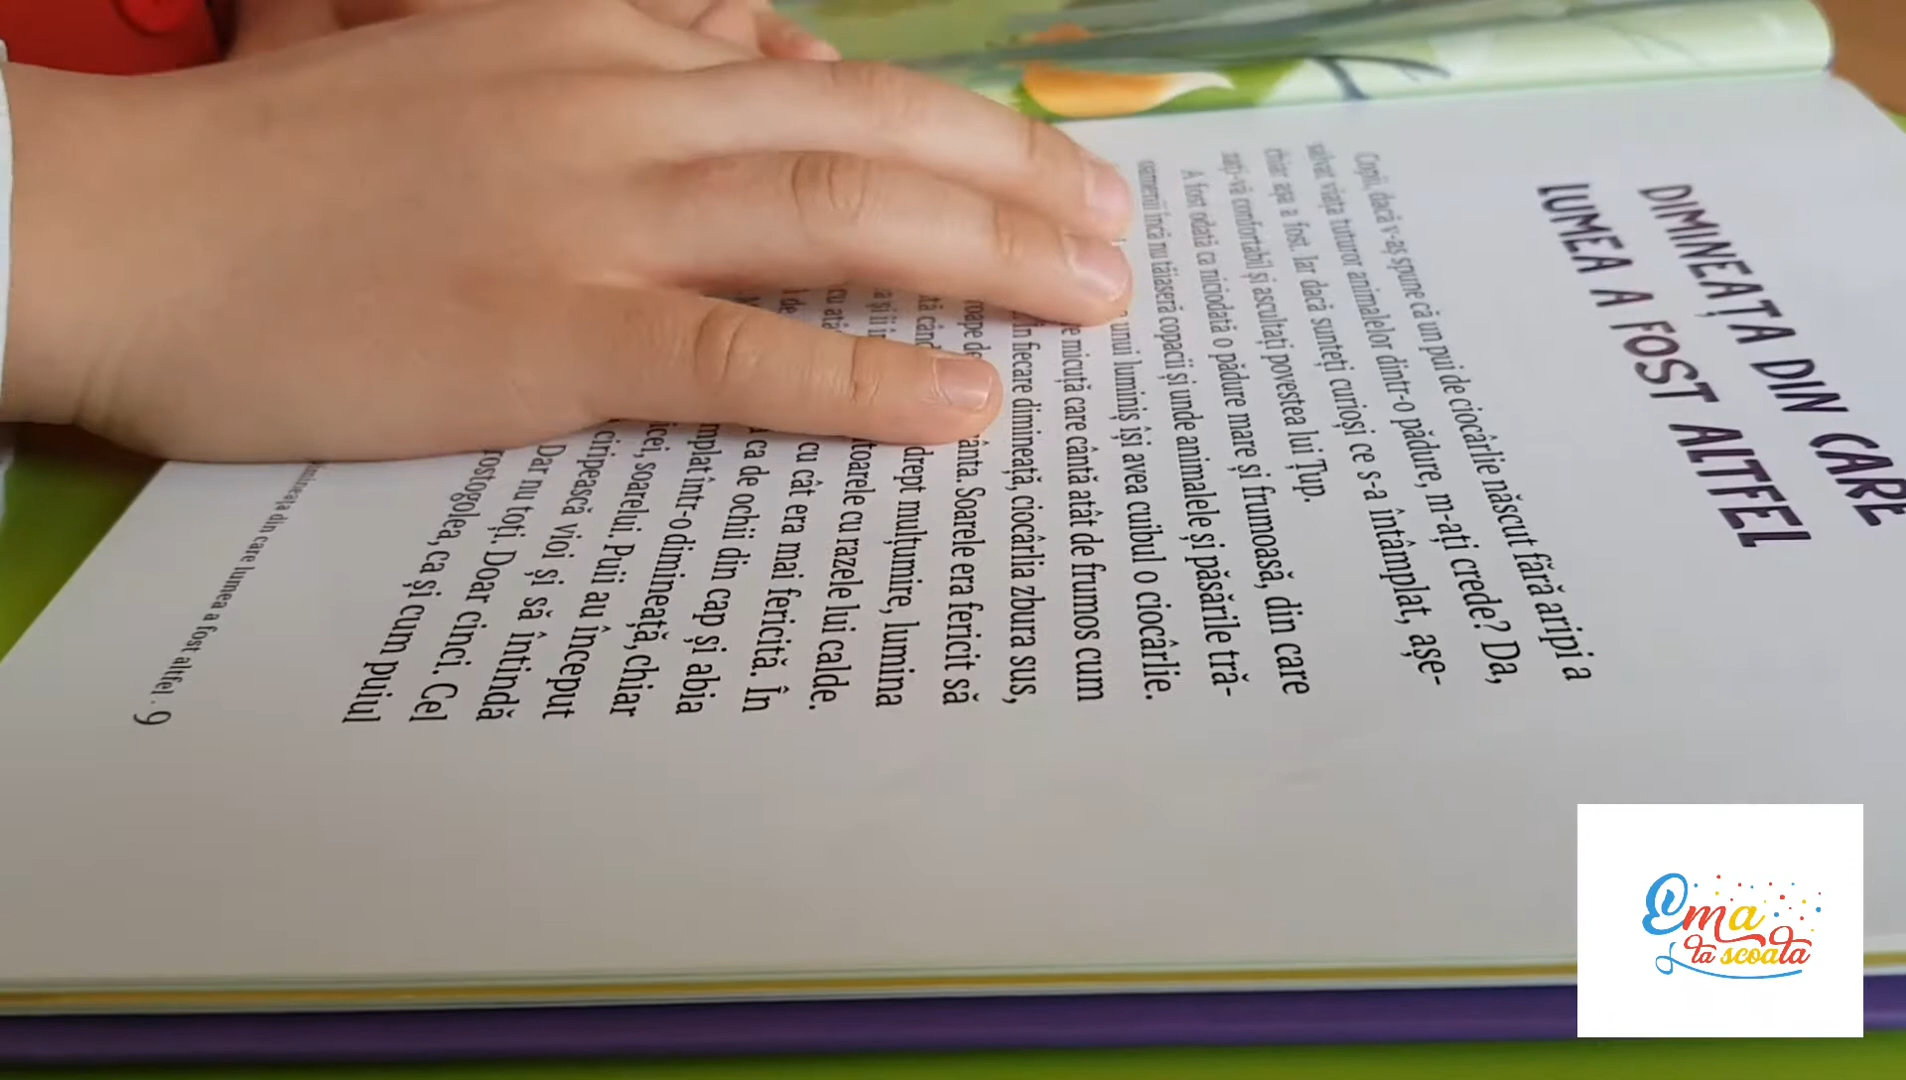 DIMINEAȚA DIN CARE
LUMEA A FOST ALTFEL
Copii, dacă v-aș spune că un pui de ciocârlie născut fără aripi a
salvat viața tuturor animalelor dintr-o pădure, m-ați crede? Da,
chiar așa a fost. Iar dacă sunteți curioși ce s-a întâmplat, așe-
zați-vă confortabil și ascultați povestea lui Țup.
A fost odată ca niciodată o pădure mare și frumoasă, din care
oamenii încă nu tăiaseră copacii și unde animalele și păsările tră-
unui luminiș își avea cuibul o ciocârlie.
micuță care cântă atât de frumos cum
În fiecare dimineață, ciocârlia zbura sus,
cânta. Soarele era fericit să
drept mulțumire, lumina
cu razele lui calde.
cu cât era mai fericită. În
ca de ochii din cap și abia
într-o dimineață, chiar
soarelui. Puii au început
ciripească vioi și să întindă
Dar nu toți. Doar cinci. Cel
rostogolea, ca și cum puiul
din care lumea a fost altfel . 9
Ema
la scoala